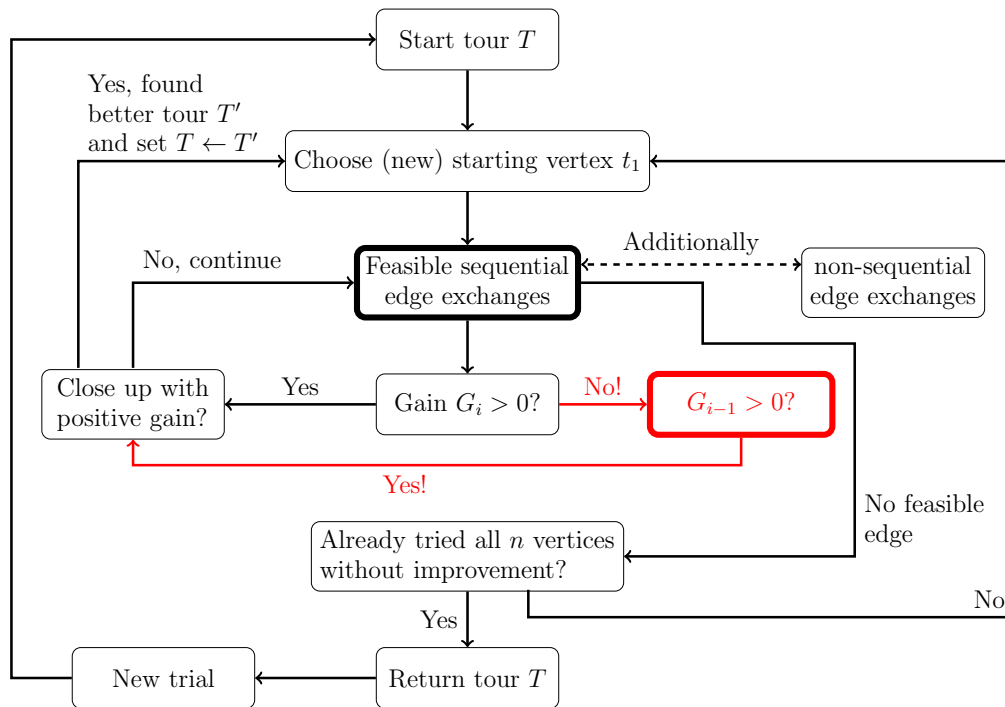 Start tour T
Yes, found
better tour T′
and set T ← T′
Choose (new) starting vertex t₁
No, continue
Feasible sequential
edge exchanges
Additionally
non-sequential
edge exchanges
Close up with
positive gain?
Yes
Gain Gᵢ > 0?
No!
Gᵢ₋₁ > 0?
Yes!
No feasible
edge
Already tried all n vertices
without improvement?
Yes
No
New trial
Return tour T